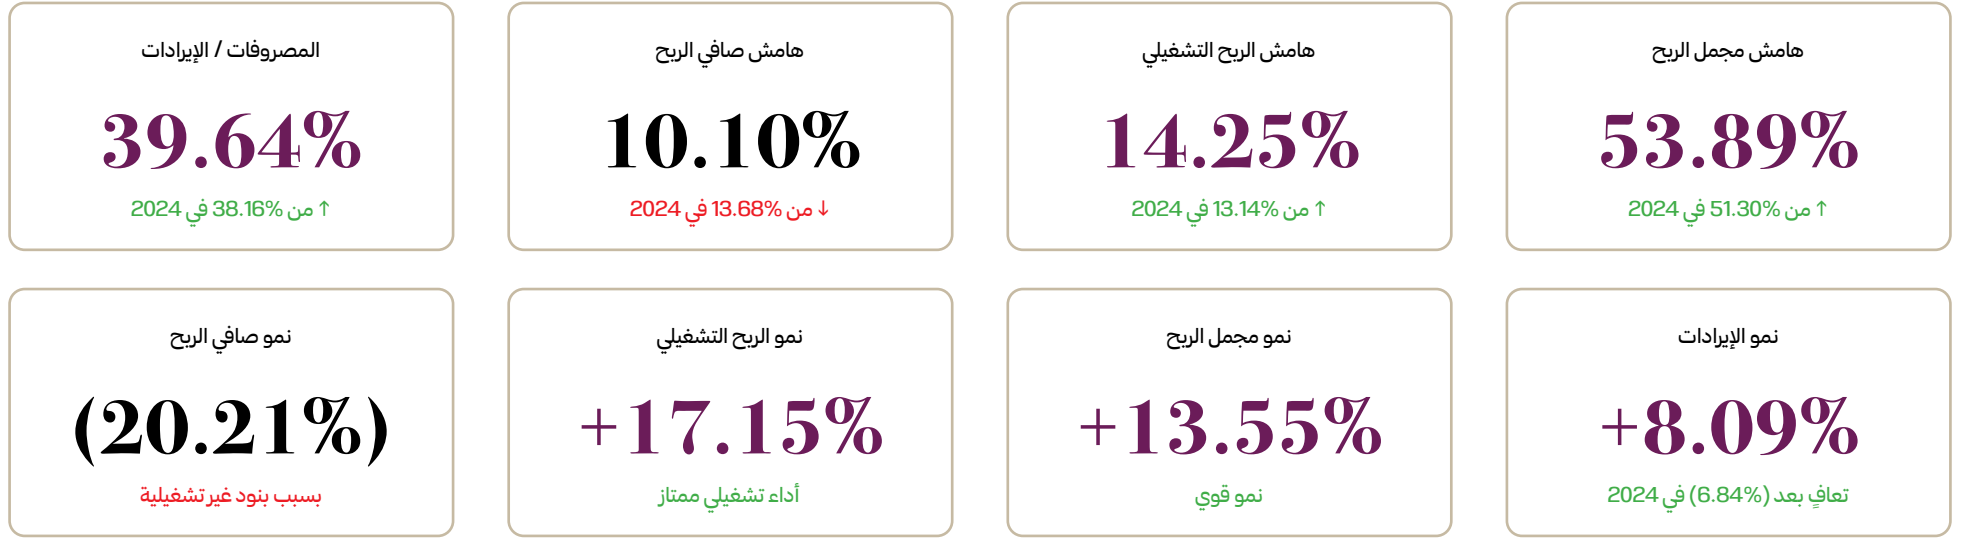 هامش مجمل الربح
53.89%
↑ من 51.30% في 2024
هامش الربح التشغيلي
14.25%
↑ من 13.14% في 2024
هامش صافي الربح
10.10%
↓ من 13.68% في 2024
المصروفات / الإيرادات
39.64%
↑ من 38.16% في 2024
نمو الإيرادات
+8.09%
تعافٍ بعد (6.84%) في 2024
نمو مجمل الربح
+13.55%
نمو قوي
نمو الربح التشغيلي
+17.15%
أداء تشغيلي ممتاز
نمو صافي الربح
(20.21%)
بسبب بنود غير تشغيلية